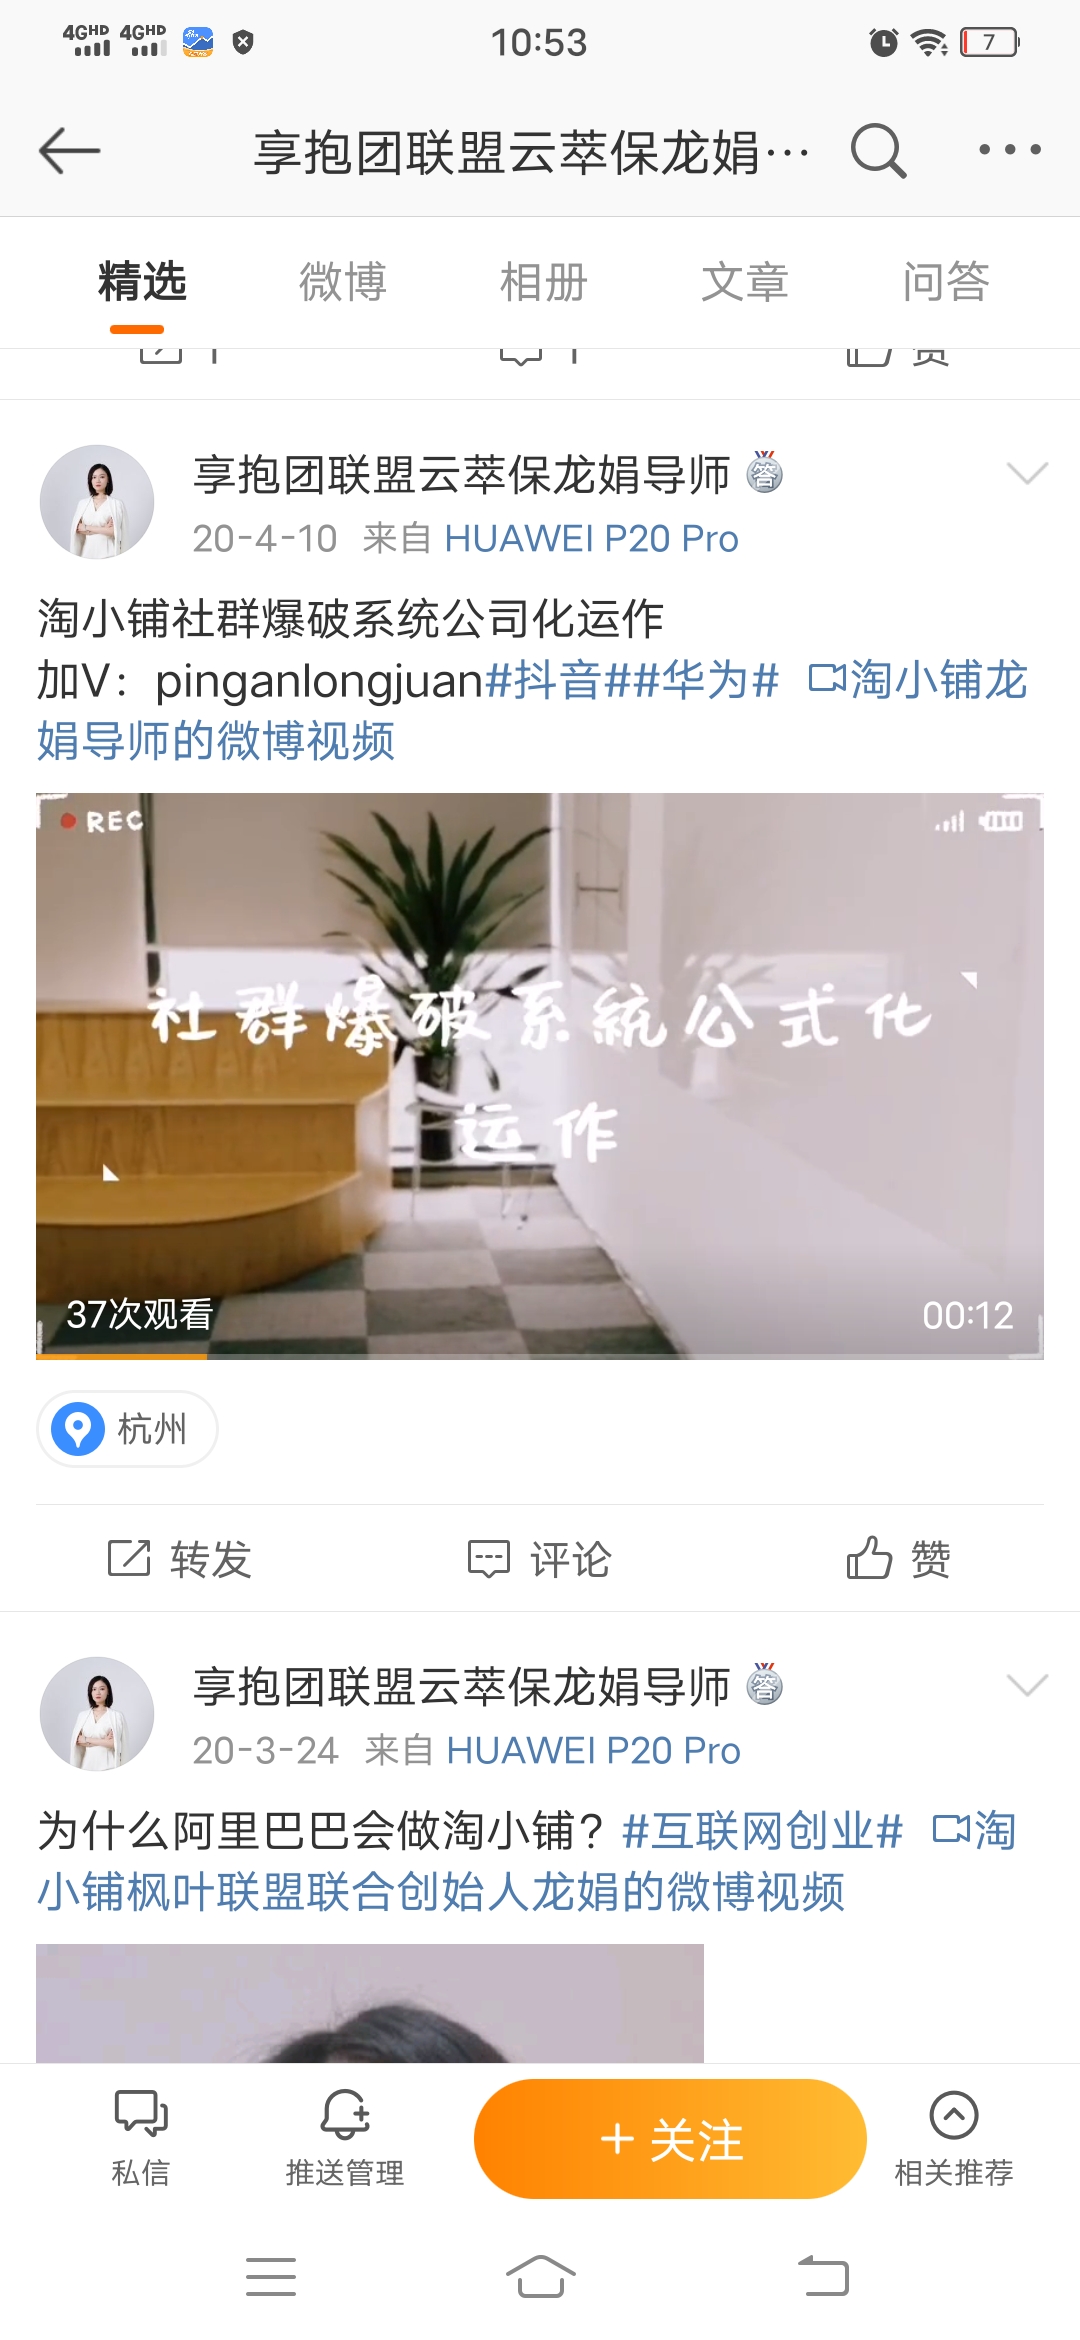 4GHD 4GHD 10:53 7
享抱团联盟云萃保龙娟…
精选 微博 相册 文章 问答
享抱团联盟云萃保龙娟导师 答
20-4-10 来自 HUAWEI P20 Pro
淘小铺社群爆破系统公司化运作
加V：pinganlongjuan#抖音##华为# 淘小铺龙
娟导师的微博视频
REC
社群爆破系统公式化
运作
37次观看 00:12
杭州
转发 评论 赞
享抱团联盟云萃保龙娟导师 答
20-3-24 来自 HUAWEI P20 Pro
为什么阿里巴巴会做淘小铺？#互联网创业# 淘
小铺枫叶联盟联合创始人龙娟的微博视频
私信 推送管理 +关注 相关推荐